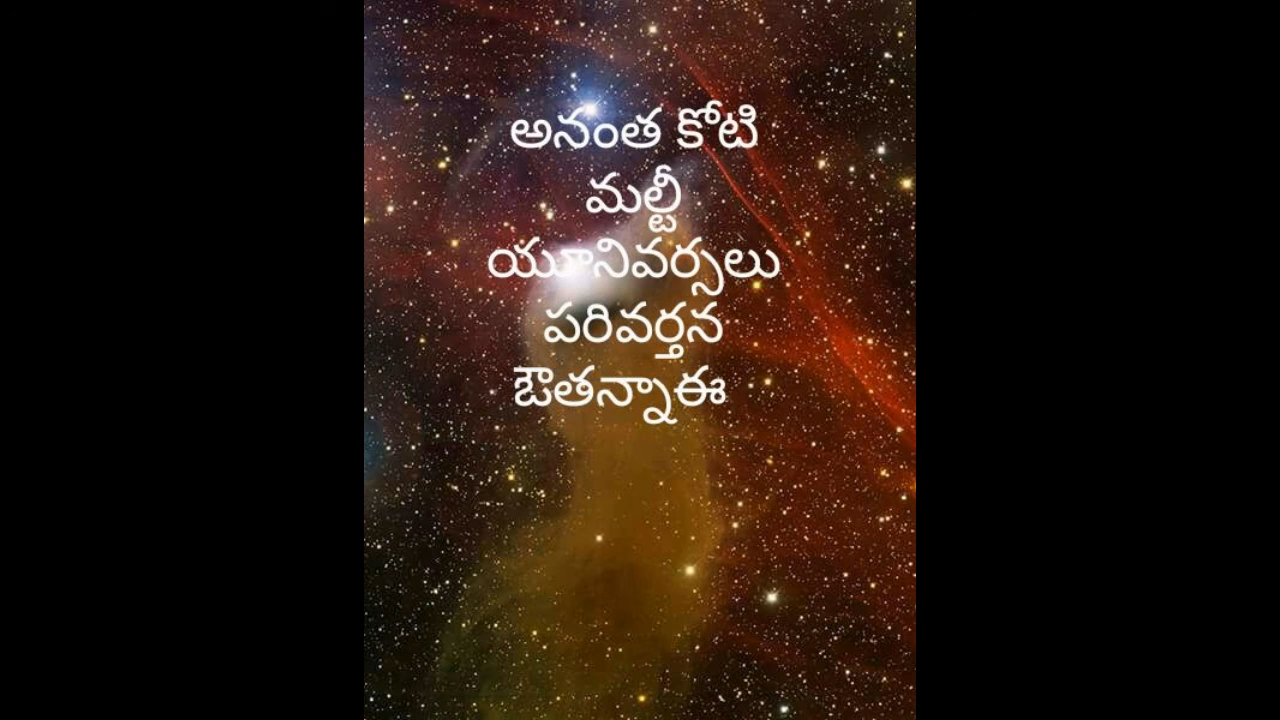 అనంత కోటి
మల్టీ
యూనివర్సలు
పరివర్తన
ఔతన్నాఈ